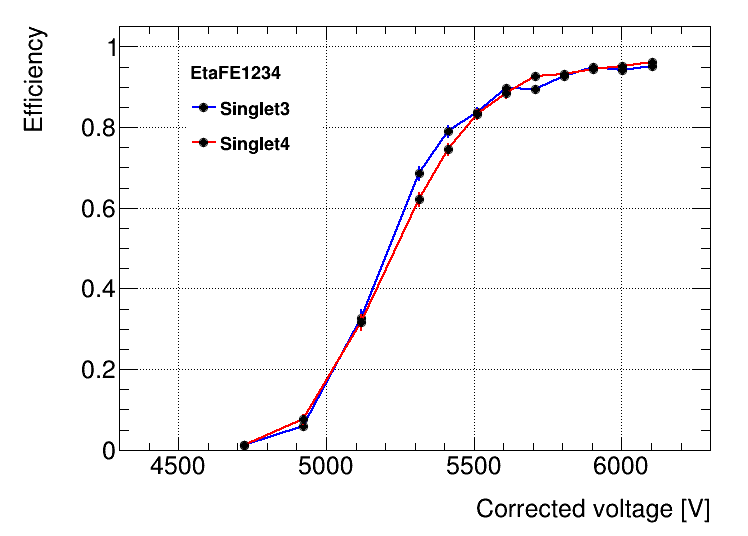 Efficiency
1
0.8
0.6
0.4
0.2
0
EtaFE1234
Singlet3
Singlet4
4500 5000 5500 6000
Corrected voltage [V]